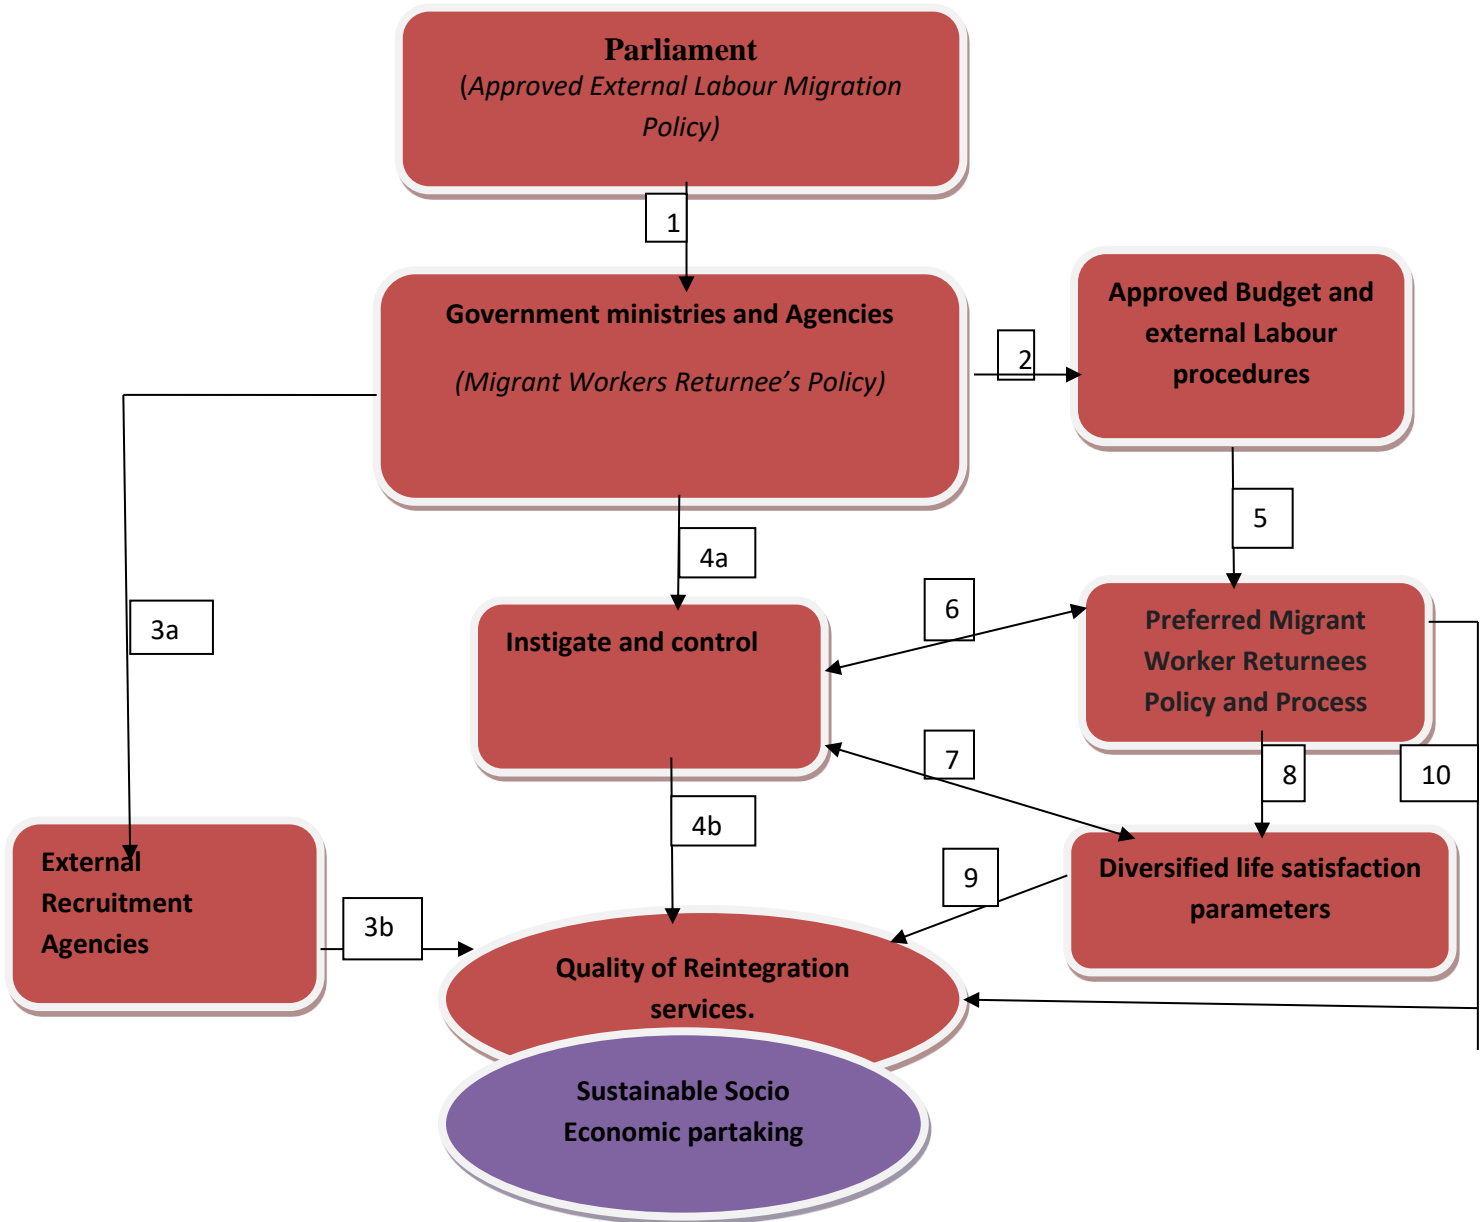 Parliament
(Approved External Labour Migration
Policy)
1
Government ministries and Agencies
(Migrant Workers Returnee’s Policy)
2
Approved Budget and
external Labour
procedures
5
4a
3a
6
Instigate and control
Preferred Migrant
Worker Returnees
Policy and Process
7
8
10
4b
External
Recruitment
Agencies
3b
9
Diversified life satisfaction
parameters
Quality of Reintegration
services.
Sustainable Socio
Economic partaking